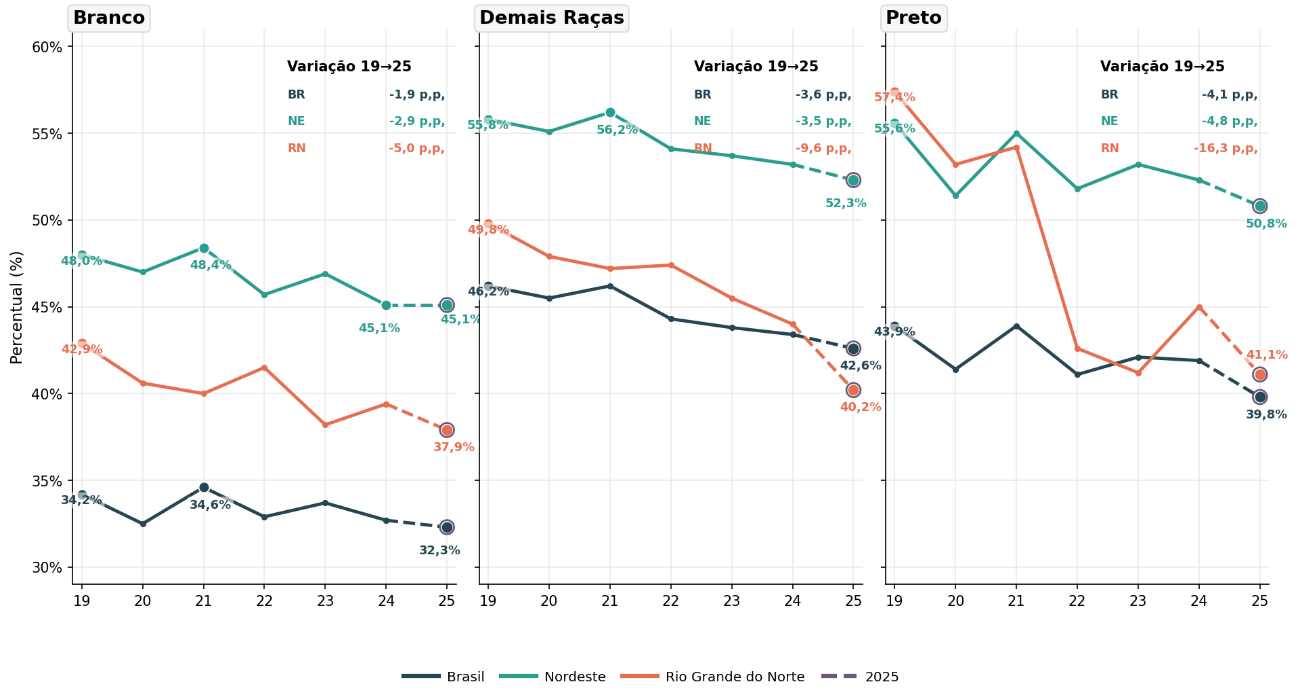 Branco
Demais Raças
Preto
Percentual (%)
60%
55%
50%
45%
40%
35%
30%
Variação 19→25
BR -1,9 p,p,
NE -2,9 p,p,
RN -5,0 p,p,
48,0%
48,4%
45,1%
45,1%
42,9%
37,9%
34,2%
34,6%
32,3%
19 20 21 22 23 24 25
Variação 19→25
BR -3,6 p,p,
NE -3,5 p,p,
RN -9,6 p,p,
55,8%
56,2%
52,3%
49,8%
46,2%
42,6%
40,2%
19 20 21 22 23 24 25
Variação 19→25
BR -4,1 p,p,
NE -4,8 p,p,
RN -16,3 p,p,
57,4%
55,6%
50,8%
43,9%
41,1%
39,8%
19 20 21 22 23 24 25
Brasil Nordeste Rio Grande do Norte 2025